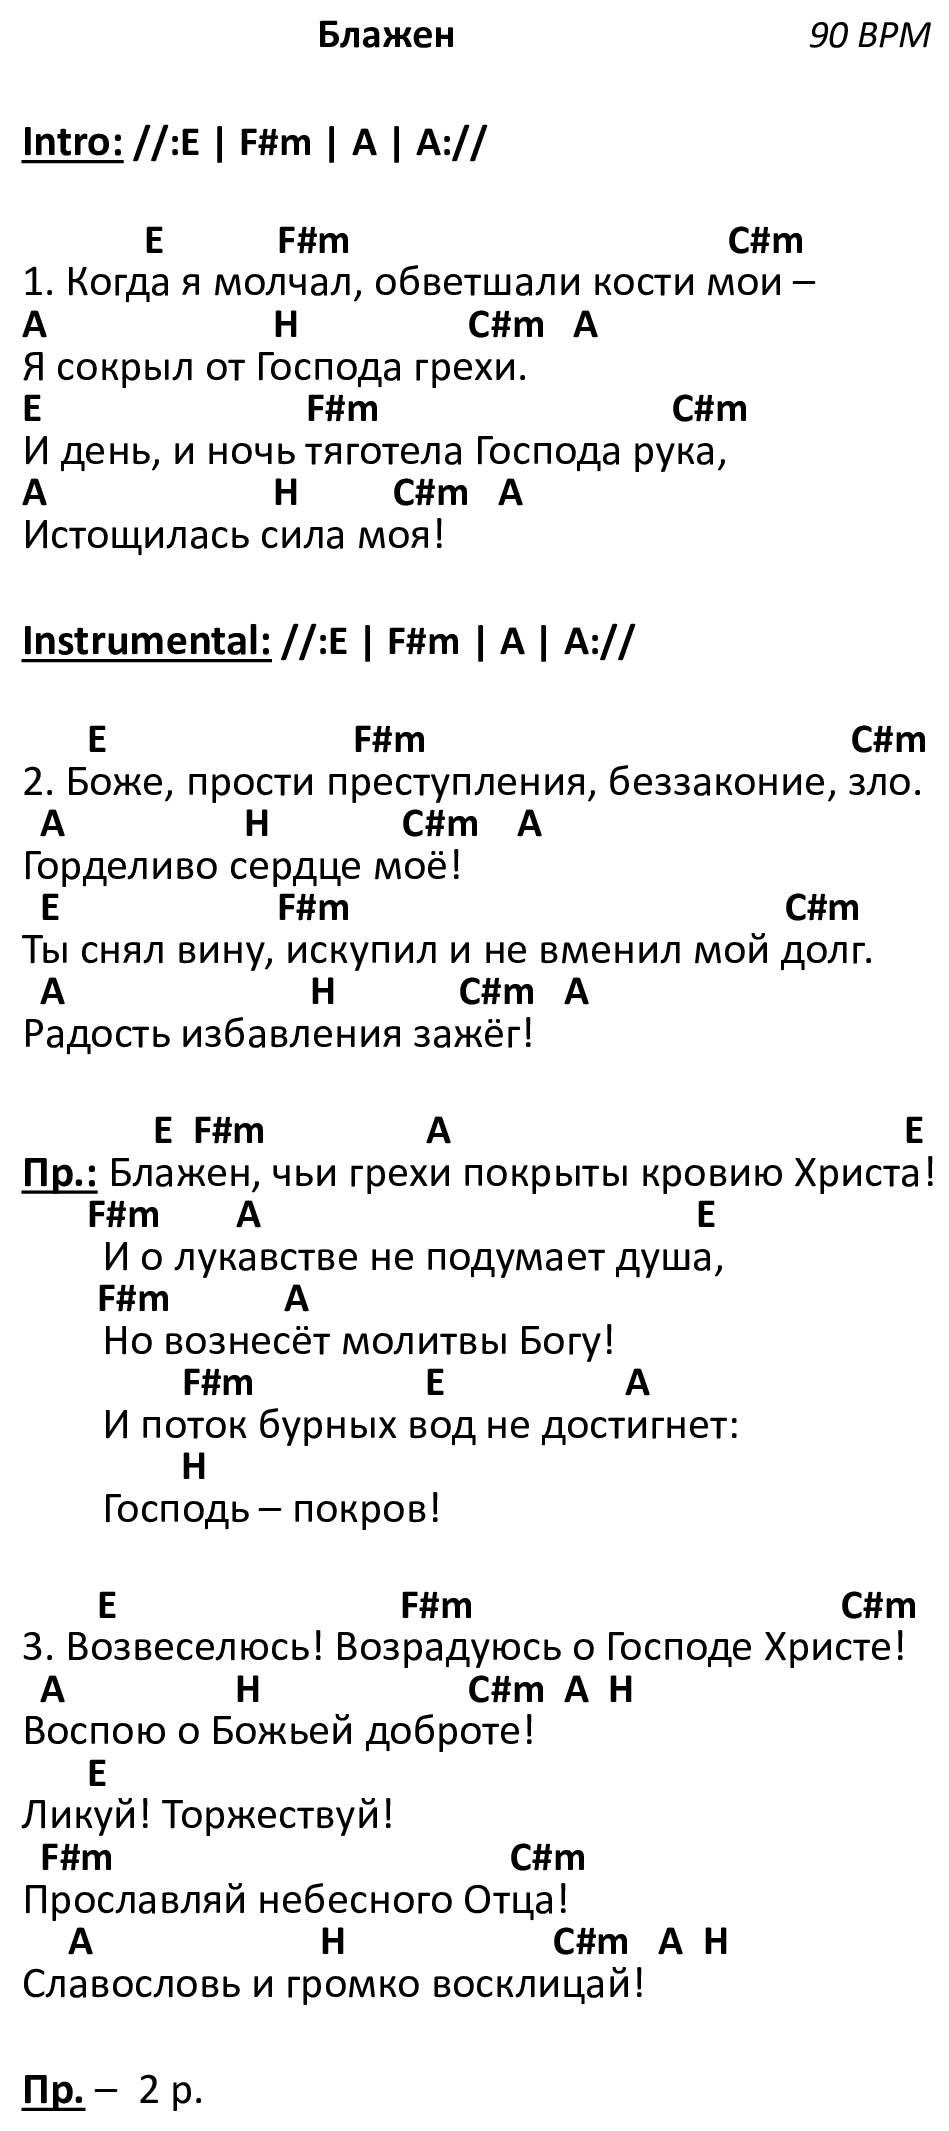 Блажен 90 BPM
Intro: //:E | F#m | A | A://
E F#m C#m
1. Когда я молчал, обветшали кости мои –
A H C#m A
Я сокрыл от Господа грехи.
E F#m C#m
И день, и ночь тяготела Господа рука,
A H C#m A
Истощилась сила моя!
Instrumental: //:E | F#m | A | A://
E F#m C#m
2. Боже, прости преступления, беззаконие, зло.
A H C#m A
Горделиво сердце моё!
E F#m C#m
Ты снял вину, искупил и не вменил мой долг.
A H C#m A
Радость избавления зажёг!
E F#m A E
Пр.: Блажен, чьи грехи покрыты кровию Христа!
F#m A E
И о лукавстве не подумает душа,
F#m A
Но вознесёт молитвы Богу!
F#m E A
И поток бурных вод не достигнет:
H
Господь – покров!
E F#m C#m
3. Возвеселюсь! Возрадуюсь о Господе Христе!
A H C#m A H
Воспою о Божьей доброте!
E
Ликуй! Торжествуй!
F#m C#m
Прославляй небесного Отца!
A H C#m A H
Славословь и громко восклицай!
Пр. – 2 р.